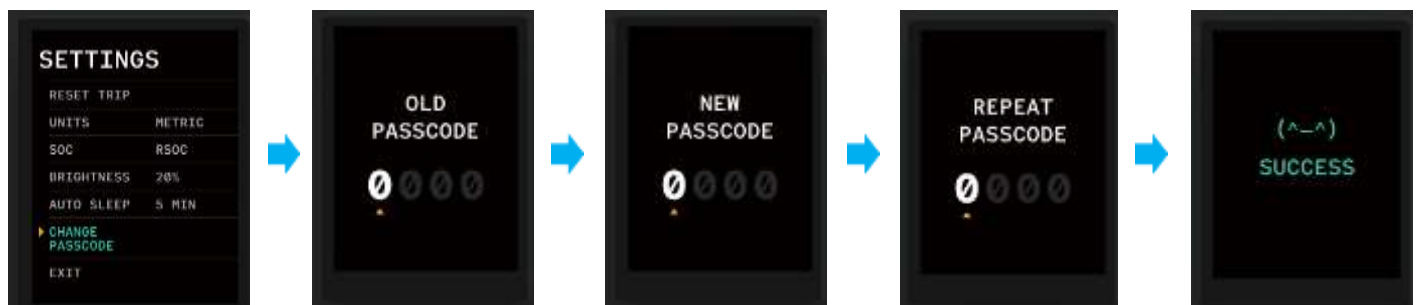 SETTINGS
RESET TRIP
UNITS METRIC
SOC RSOC
BRIGHTNESS 20%
AUTO SLEEP 5 MIN
CHANGE
PASSCODE
EXIT
OLD
PASSCODE
0000
NEW
PASSCODE
0000
REPEAT
PASSCODE
0000
(^_^)
SUCCESS